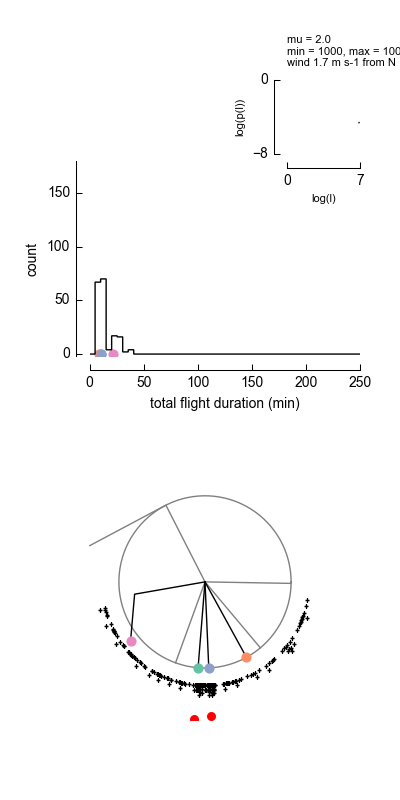 mu = 2.0
min = 1000, max = 100
wind 1.7 m s-1 from N
0
log(p(l))
−8
0 7
log(l)
150
100
50
0
count
0 50 100 150 200 250
total flight duration (min)